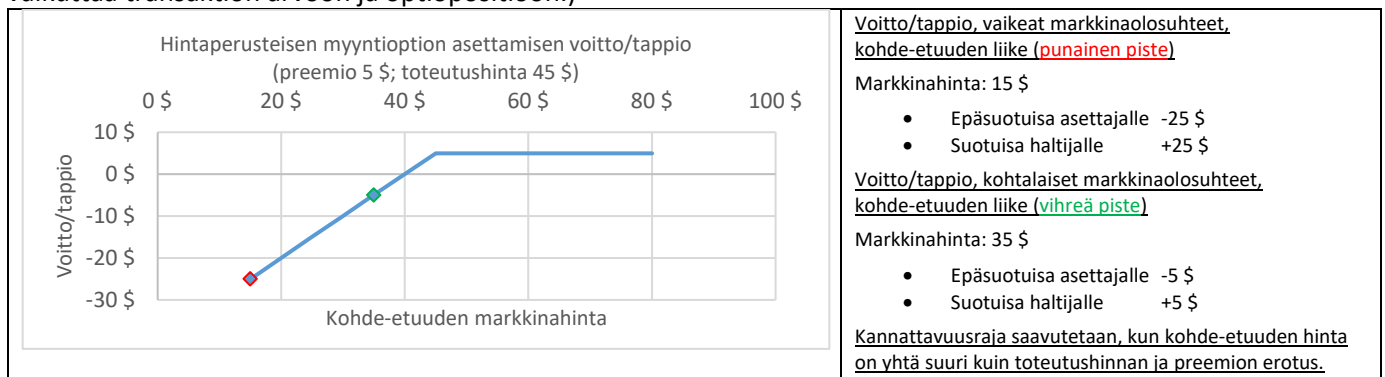 Hintaperusteisen myyntioption asettamisen voitto/tappio
(preemio 5 $; toteutushinta 45 $)
0 $ 20 $ 40 $ 60 $ 80 $ 100 $
10 $
0 $
-10 $
-20 $
-30 $
Voitto/tappio
Kohde-etuuden markkinahinta
Voitto/tappio, vaikeat markkinaolosuhteet,
kohde-etuuden liike (punainen piste)
Markkinahinta: 15 $
• Epäsuotuisa asettajalle -25 $
• Suotuisa haltijalle +25 $
Voitto/tappio, kohtalaiset markkinaolosuhteet,
kohde-etuuden liike (vihreä piste)
Markkinahinta: 35 $
• Epäsuotuisa asettajalle -5 $
• Suotuisa haltijalle +5 $
Kannattavuusraja saavutetaan, kun kohde-etuuden hinta
on yhtä suuri kuin toteutushinnan ja preemion erotus.